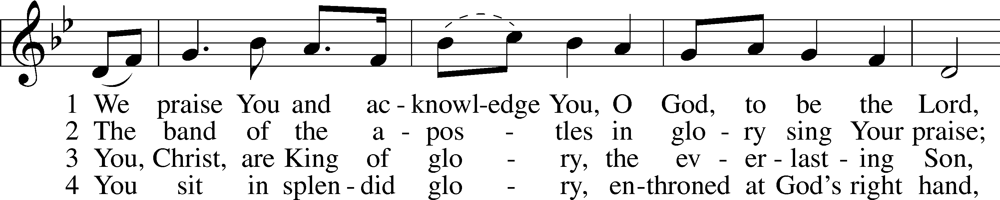 1 We praise You and ac - knowl-edge You, O God, to be the Lord,
2 The band of the a - pos - tles in glo - ry sing Your praise;
3 You, Christ, are King of glo - ry, the ev - er - last - ing Son,
4 You sit in splen - did glo - ry, en-throned at God's right hand,